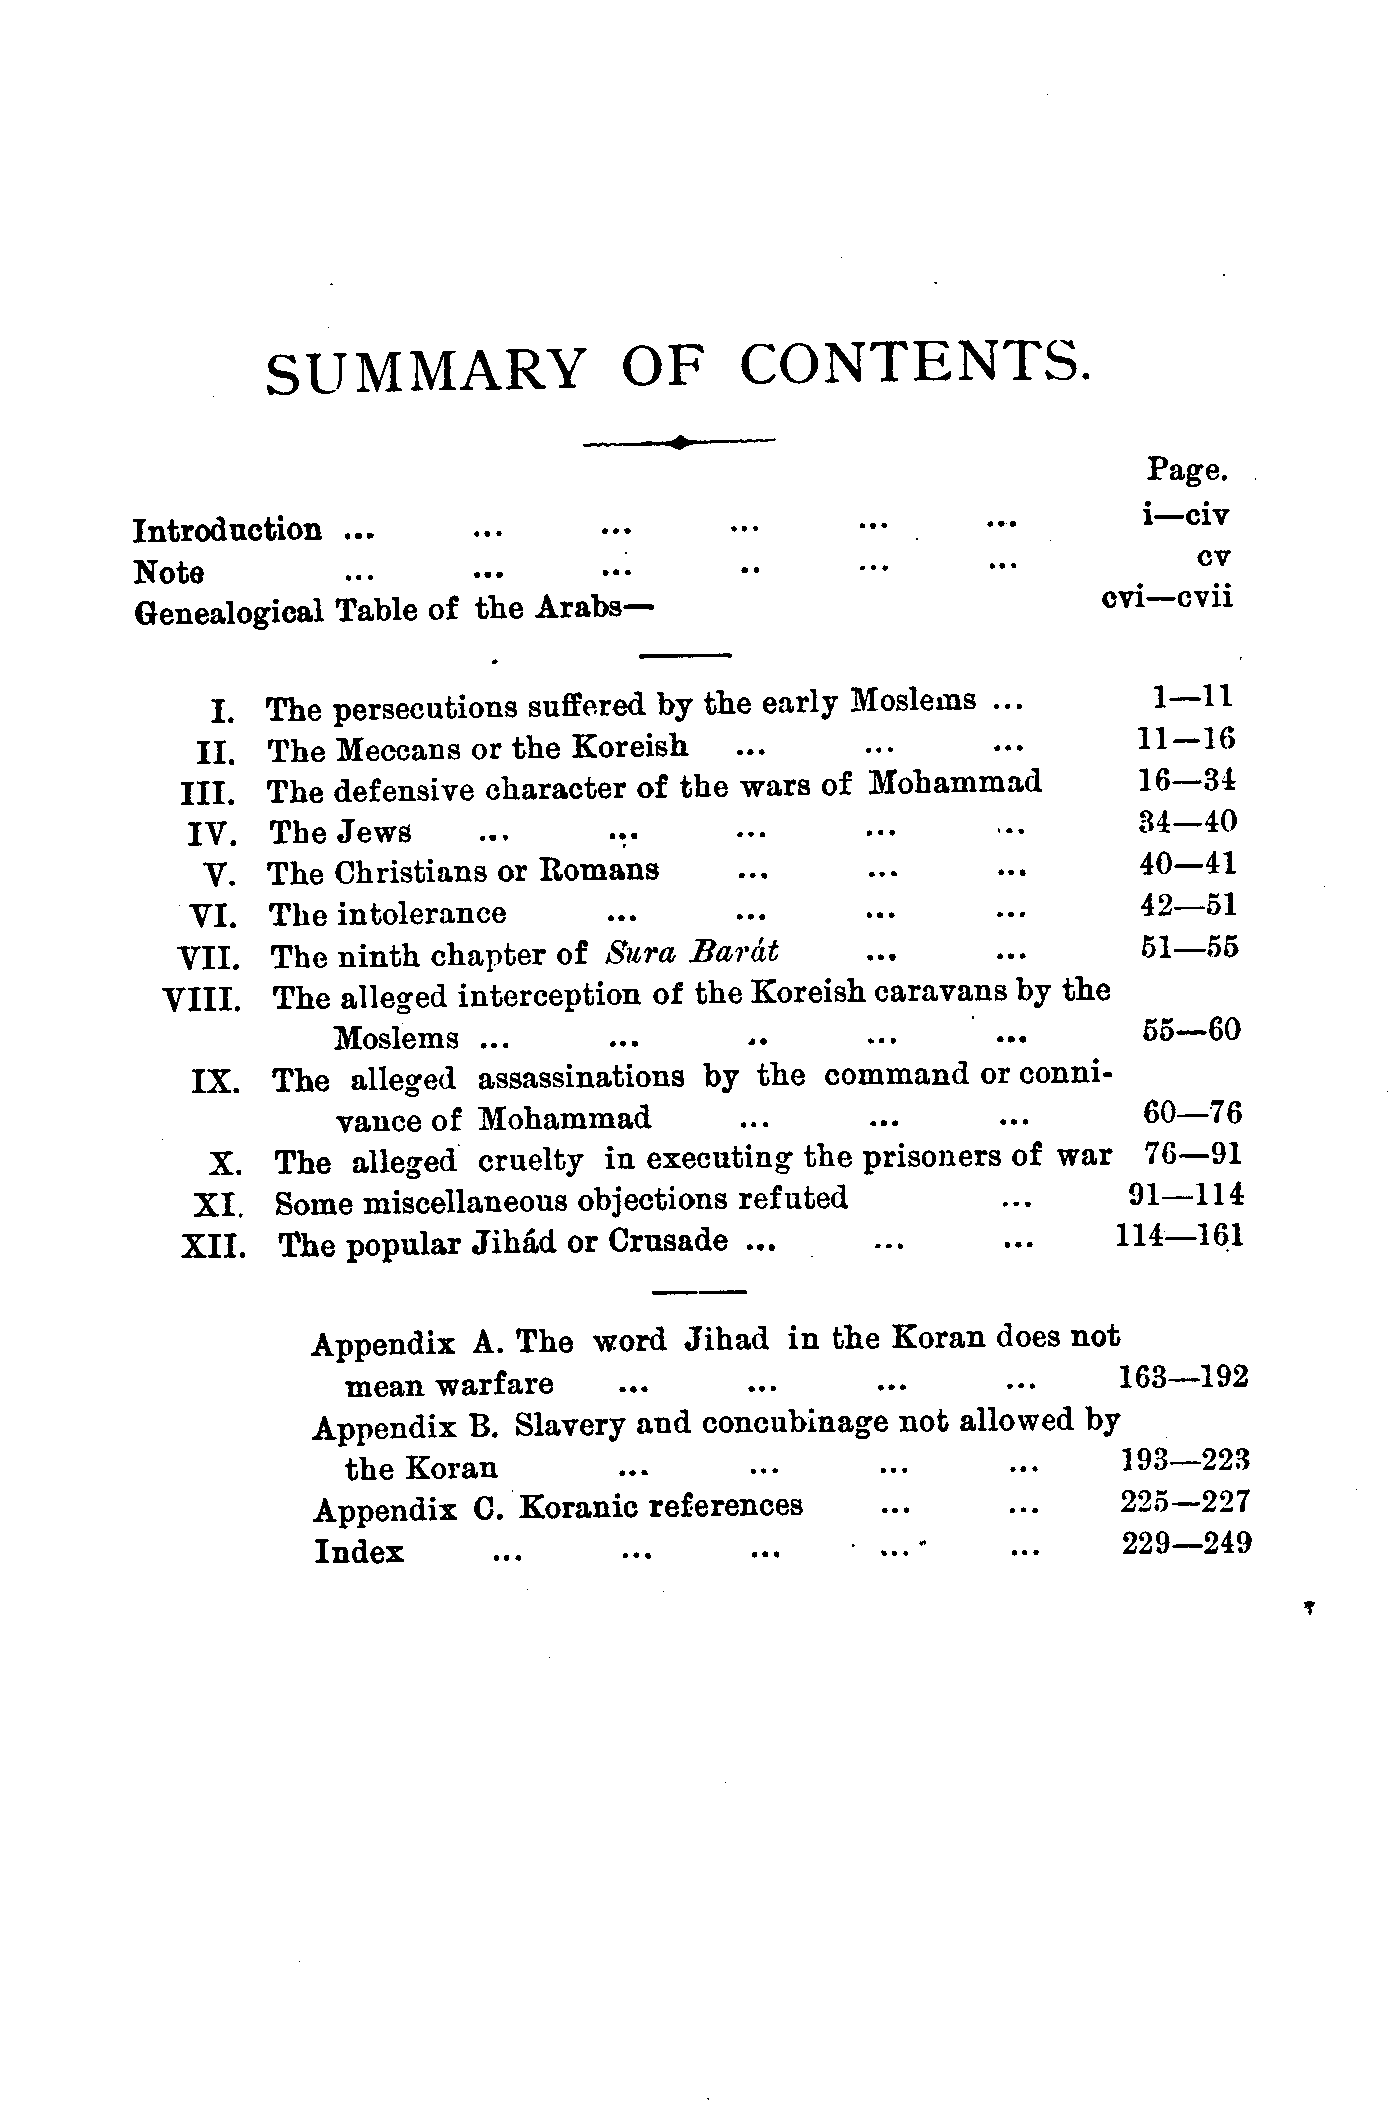 SUMMARY OF CONTENTS.
Page.
Introduction ... ... ... ... ... ... i—civ
Note ... ... ... .. ... ... cv
Genealogical Table of the Arabs— cvi—cvii
I. The persecutions suffered by the early Moslems ... 1—11
II. The Meccans or the Koreish ... ... ... 11—16
III. The defensive character of the wars of Mohammad 16—34
IV. The Jews ... ... ... ... ... 34—40
V. The Christians or Romans ... ... ... 40—41
VI. The intolerance ... ... ... ... 42—51
VII. The ninth chapter of Sura Barát ... ... 51—55
VIII. The alleged interception of the Koreish caravans by the
Moslems ... ... .. ... ... 55—60
IX. The alleged assassinations by the command or conni-
vance of Mohammad ... ... ... 60—76
X. The alleged cruelty in executing the prisoners of war 76—91
XI. Some miscellaneous objections refuted ... 91—114
XII. The popular Jihád or Crusade ... ... ... 114—161
Appendix A. The word Jihad in the Koran does not
mean warfare ... ... ... ... 163—192
Appendix B. Slavery and concubinage not allowed by
the Koran ... ... ... ... 193—223
Appendix C. Koranic references ... ... 225—227
Index ... ... ... ... ... 229—249